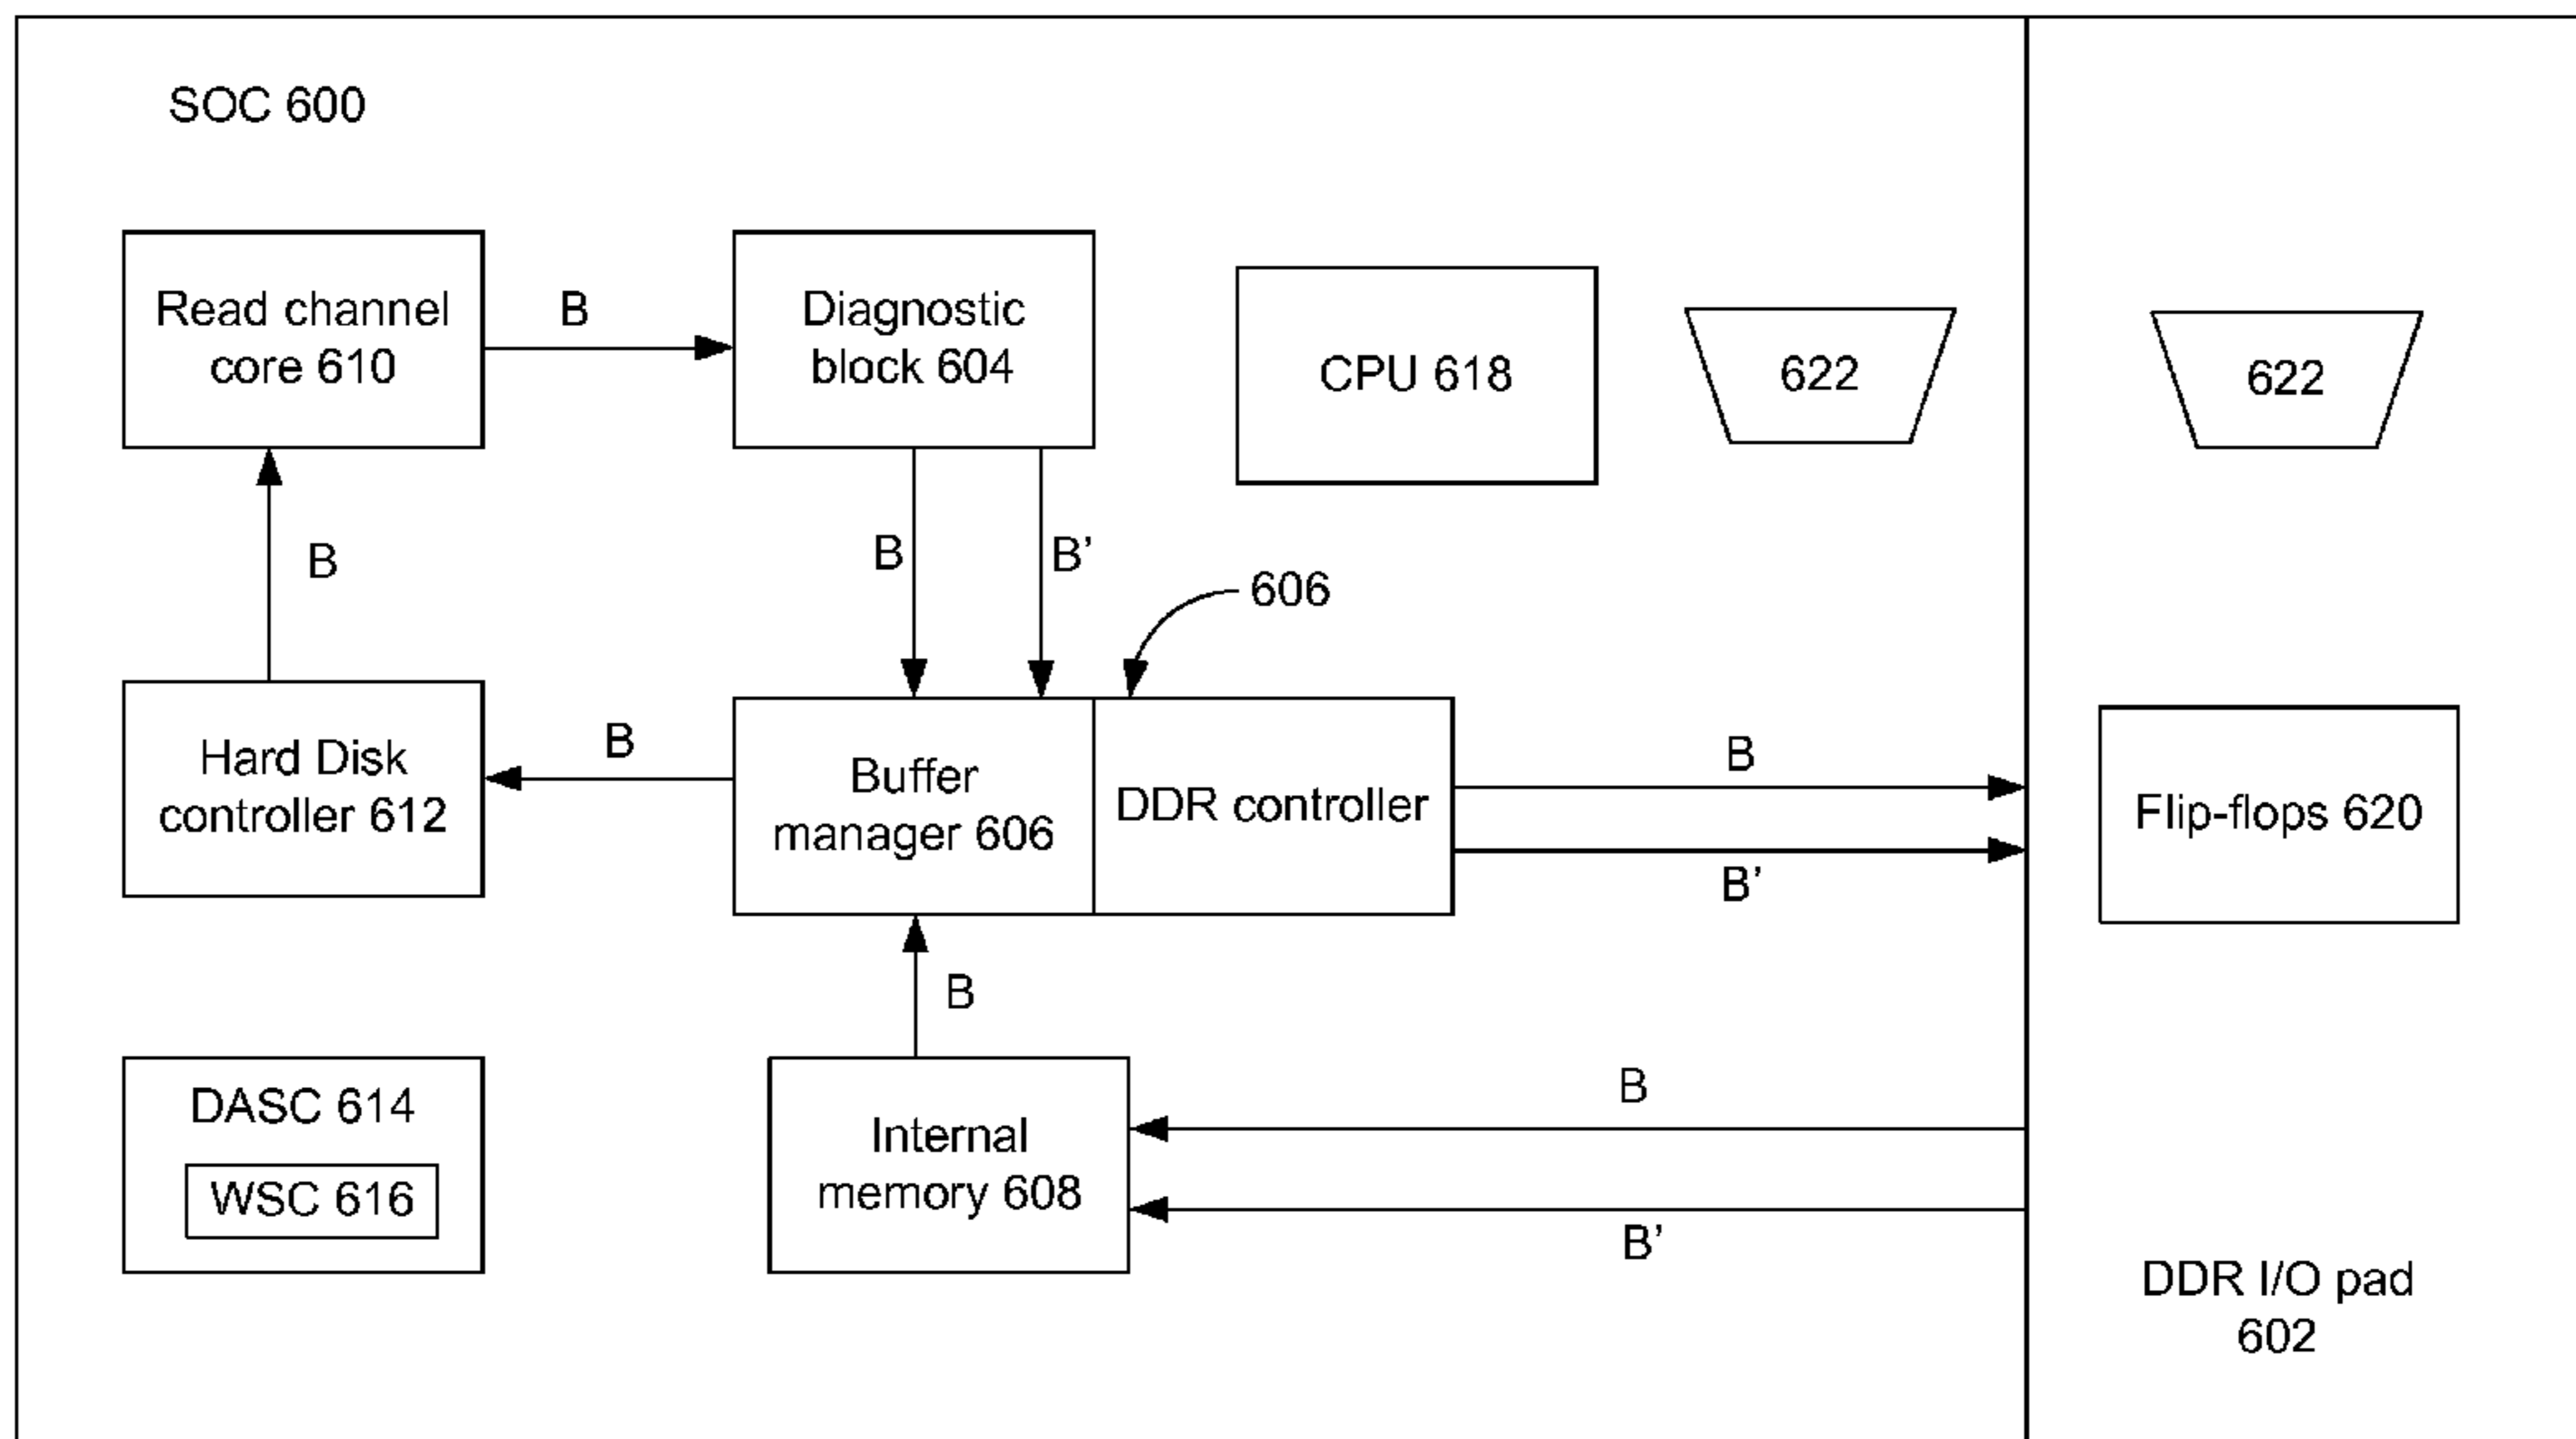 SOC 600
Read channel
core 610
B
Diagnostic
block 604
CPU 618
622
622
B
B
B’
606
Hard Disk
controller 612
B
Buffer
manager 606
DDR controller
B
B’
Flip-flops 620
B
DASC 614
WSC 616
Internal
memory 608
B
B’
DDR I/O pad
602